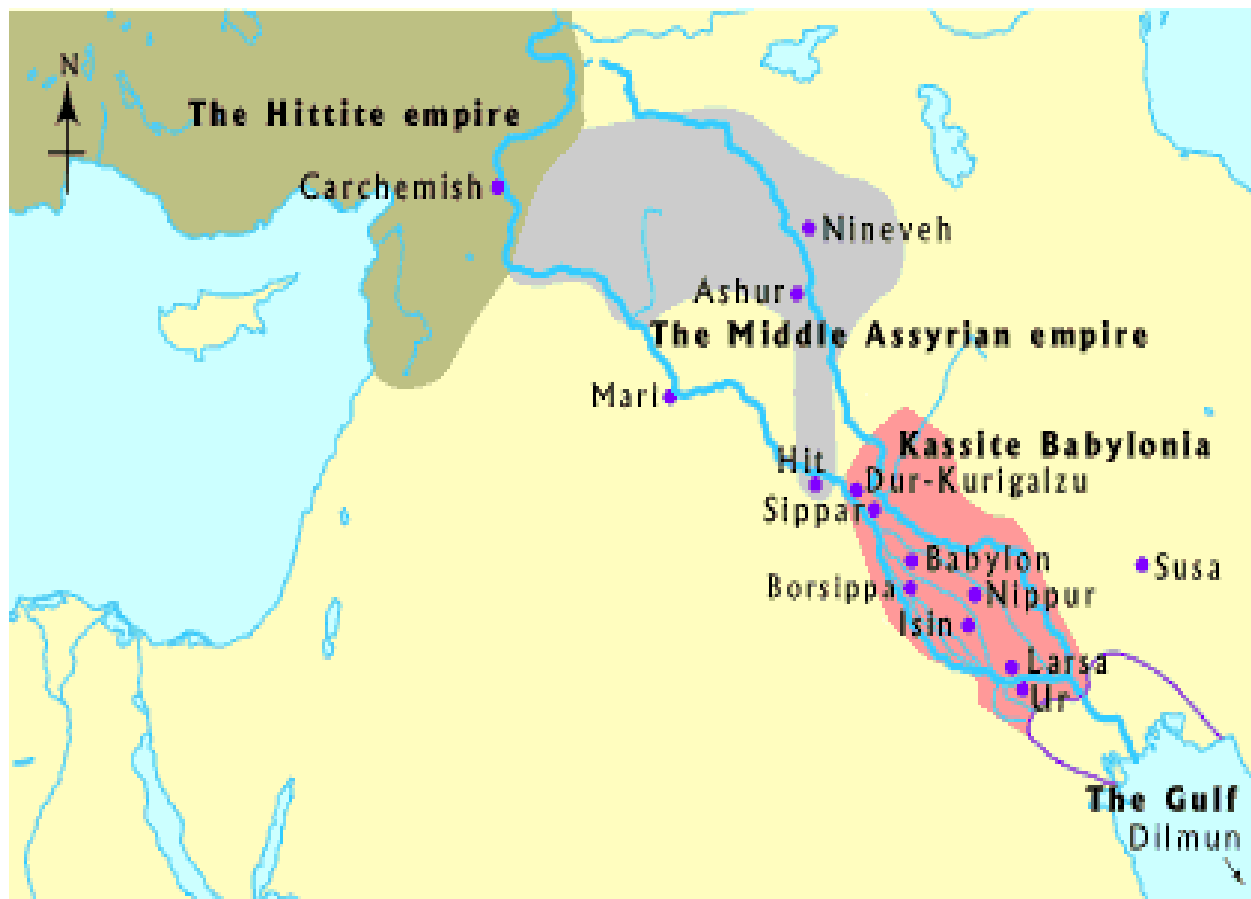 N
The Hittite empire
Carchemish
Nineveh
Ashur
The Middle Assyrian empire
Mari
Kassite Babylonia
Hit
Dur-Kurigalzu
Sippar
Babylon
Susa
Borsippa
Nippur
Isin
Larsa
Ur
The Gulf
Dilmun